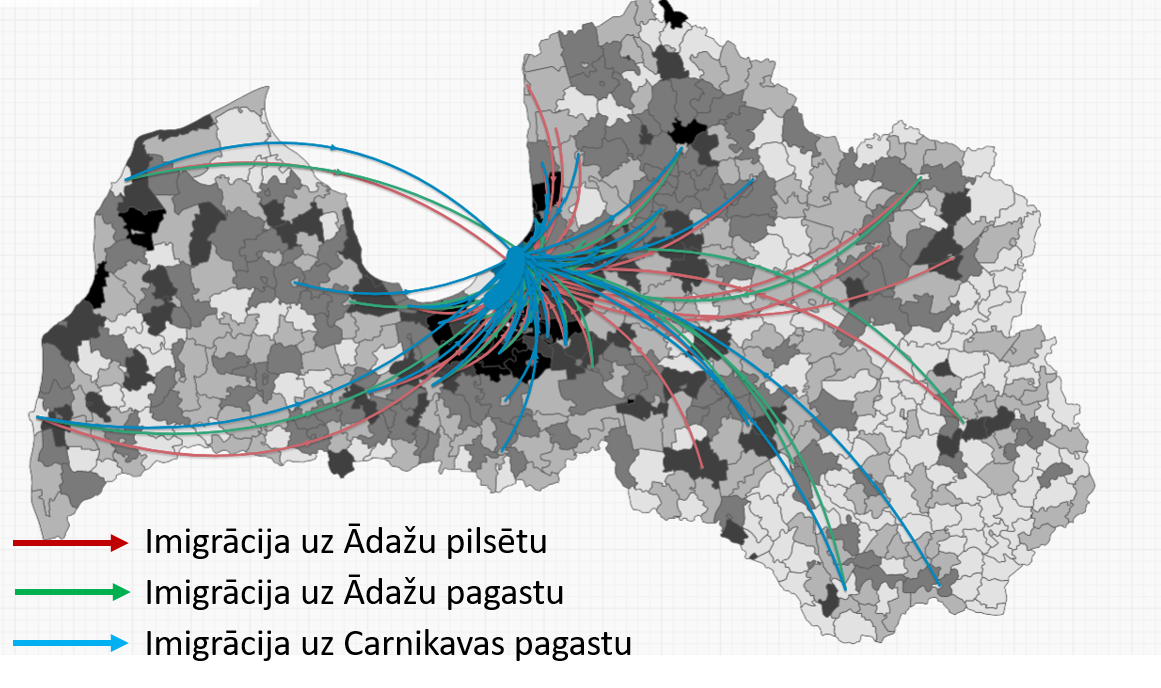 Imigrācija uz Ādažu pilsētu
Imigrācija uz Ādažu pagastu
Imigrācija uz Carnikavas pagastu